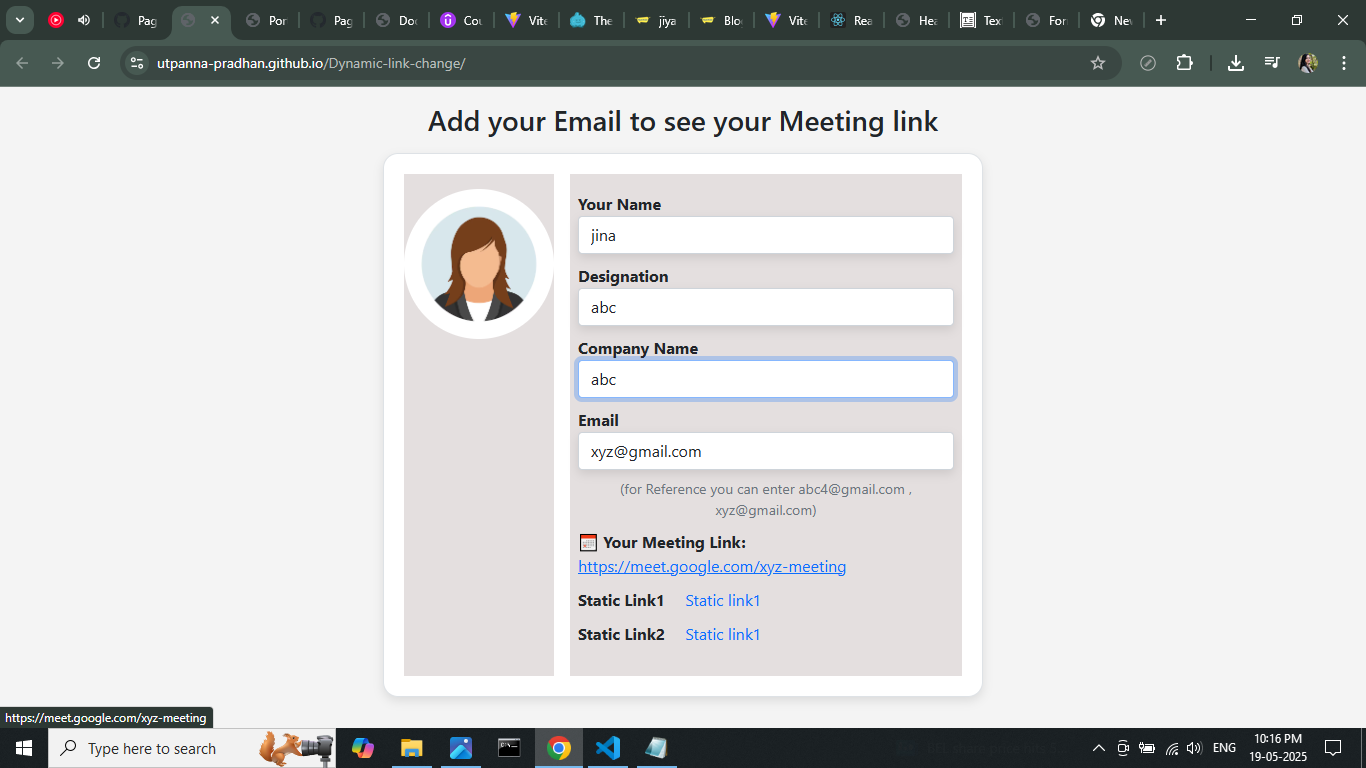 Pag
Por
Pag
Doc
Cou
Vite
The
jiya
Blo
Vite
Rea
Hea
Text
For
New
utpanna-pradhan.github.io/Dynamic-link-change/
Add your Email to see your Meeting link
Your Name
jina
Designation
abc
Company Name
abc
Email
xyz@gmail.com
(for Reference you can enter abc4@gmail.com ,
xyz@gmail.com)
Your Meeting Link:
https://meet.google.com/xyz-meeting
Static Link1 Static link1
Static Link2 Static link1
https://meet.google.com/xyz-meeting
Type here to search
ENG
10:16 PM
19-05-2025